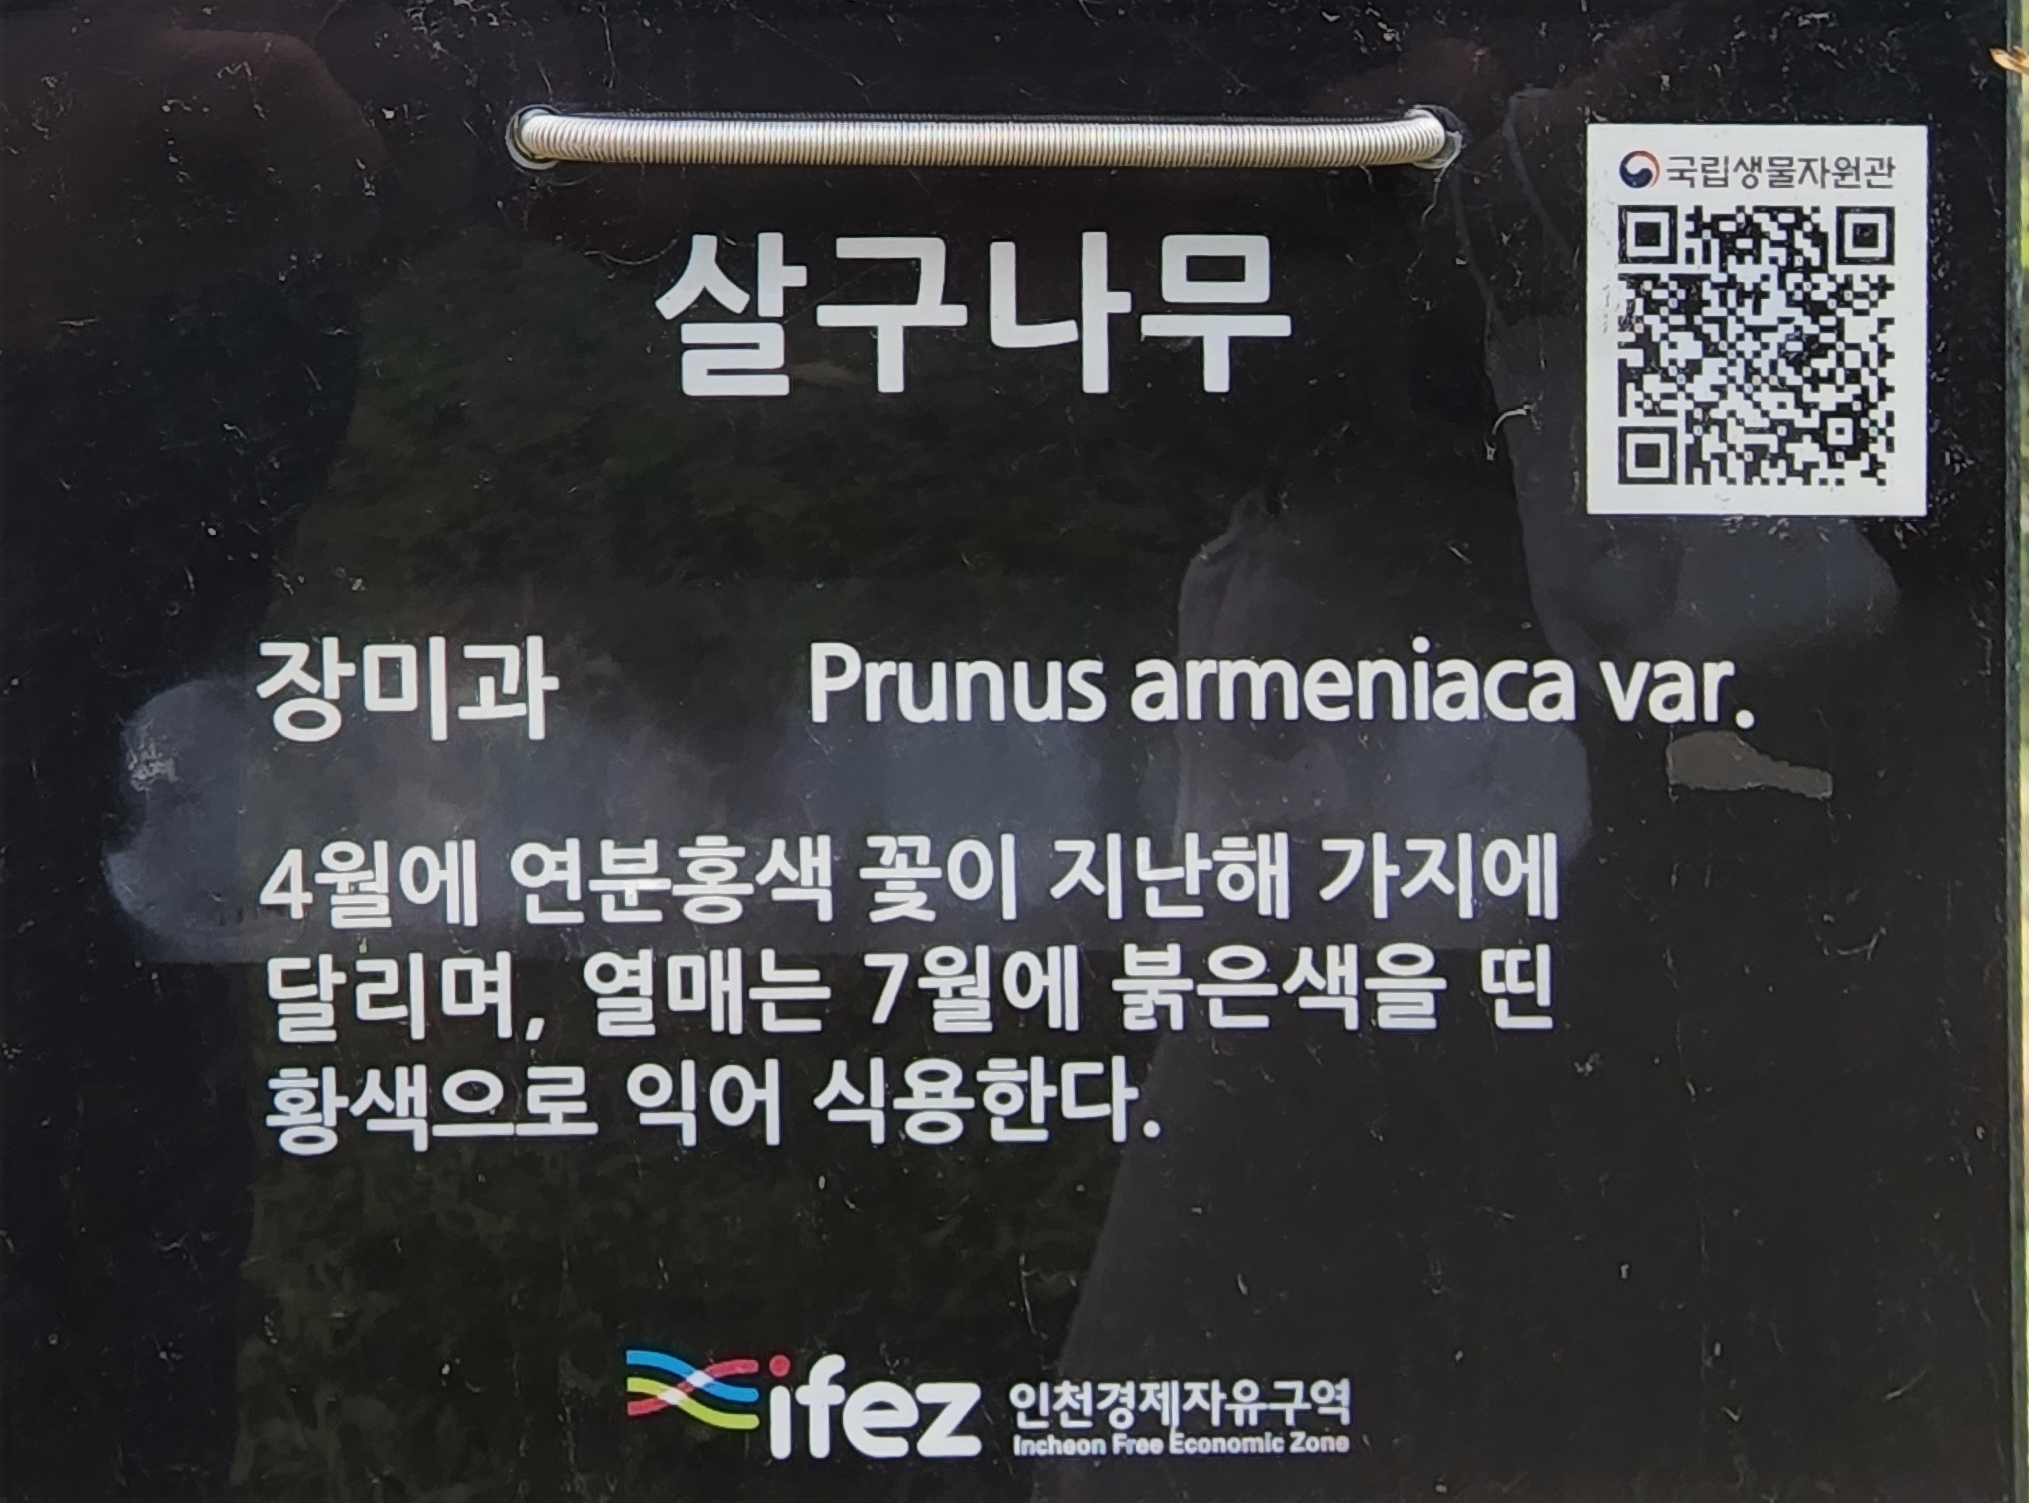 국립생물자원관
살구나무
장미과 Prunus armeniaca var.
4월에 연분홍색 꽃이 지난해 가지에
달리며, 열매는 7월에 붉은색을 띤
황색으로 익어 식용한다.
ifez 인천경제자유구역
Incheon Free Economic Zone